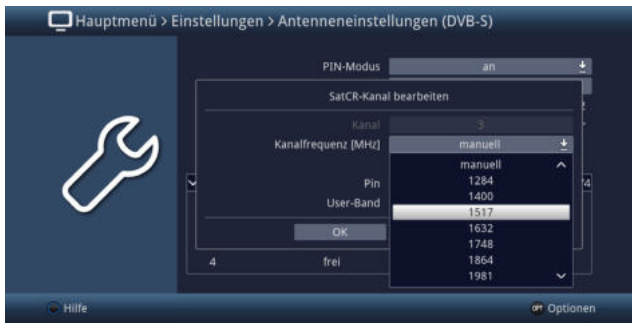 Hauptmenü > Einstellungen > Antenneneinstellungen (DVB-S)
PIN-Modus an
SatCR-Kanal bearbeiten
Kanal 3
Kanalfrequenz [MHz] manuell
manuell
1284
Pin
1400
User-Band
1517
OK
1632
1748
4 frei
1864
1981
Hilfe
OPT Optionen